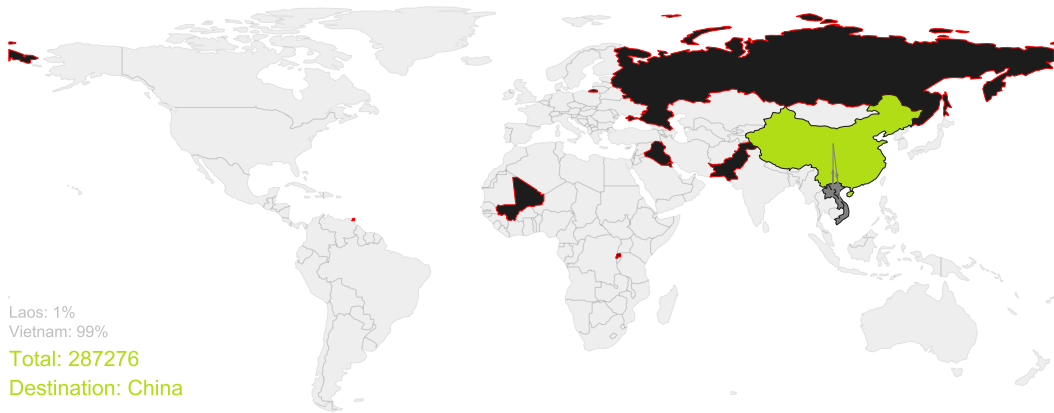 Laos: 1%
Vietnam: 99%
Total: 287276
Destination: China